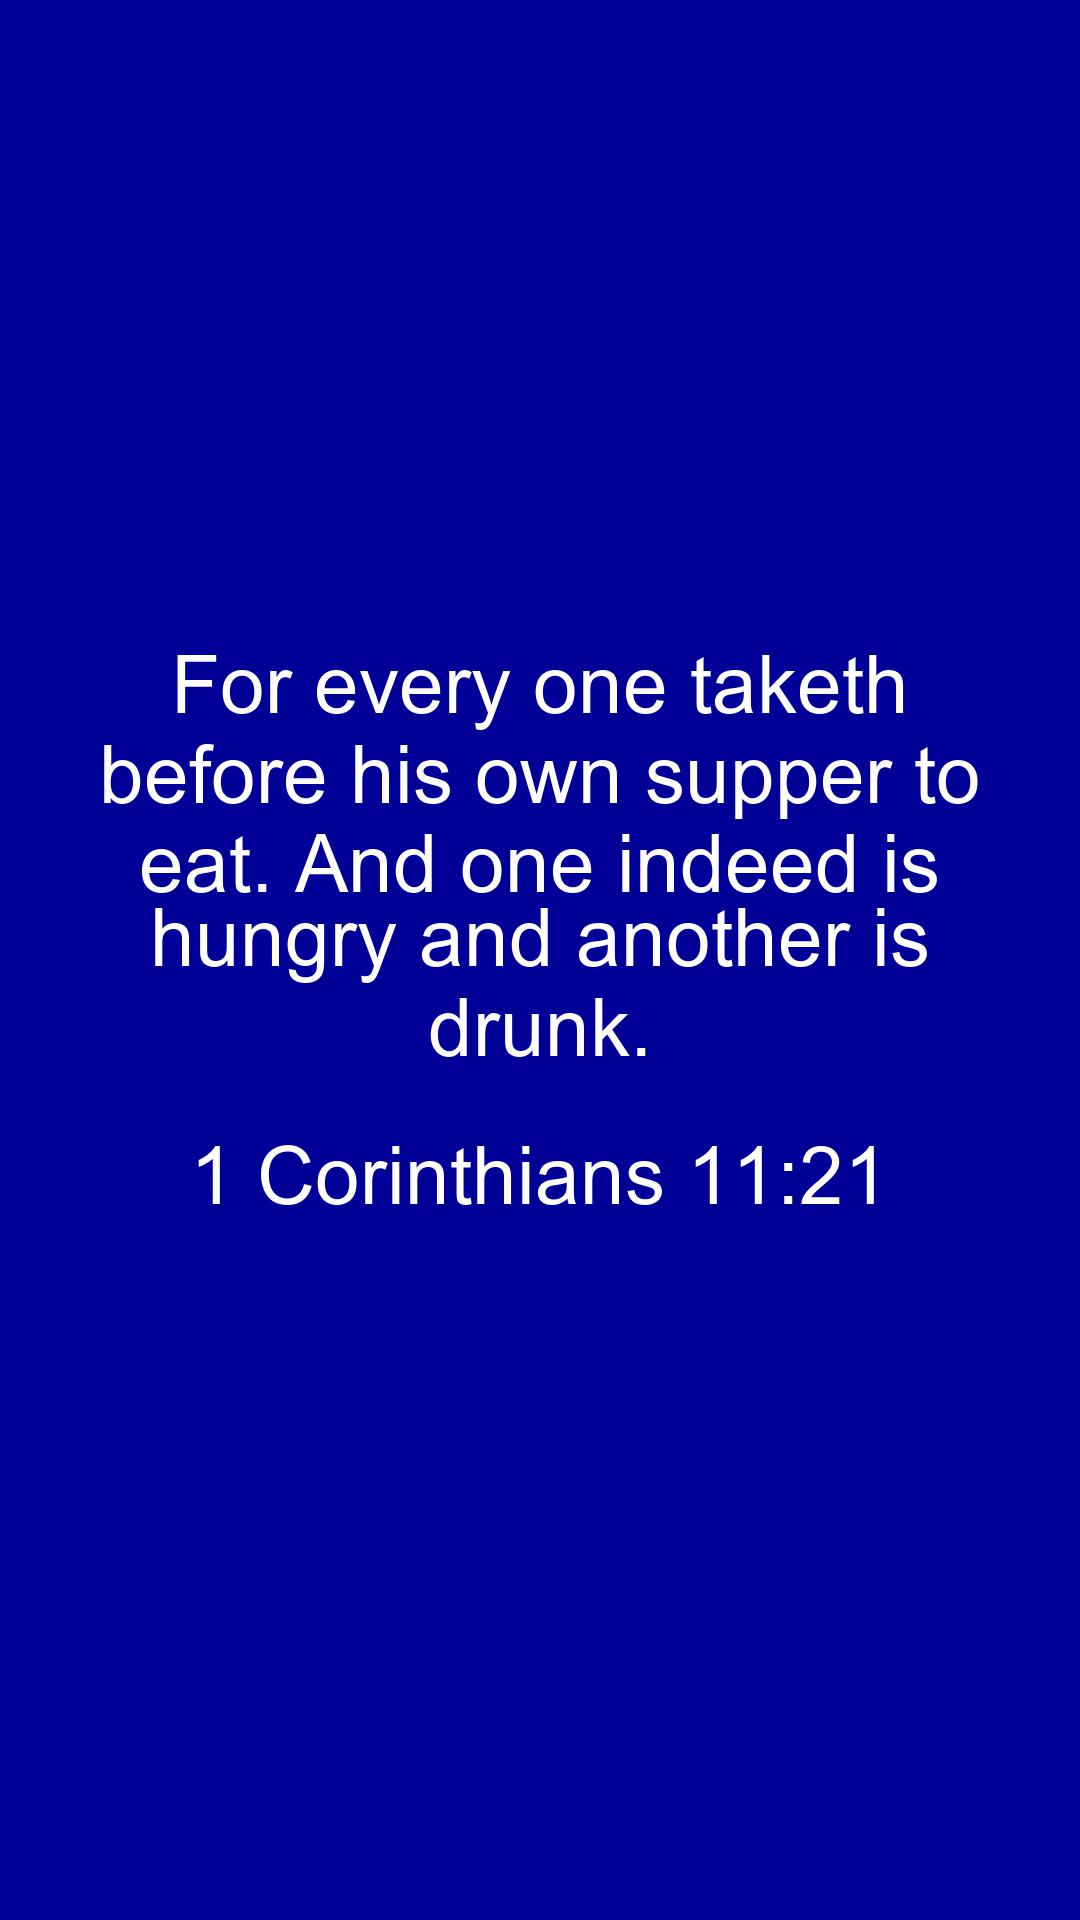 For every one taketh
before his own supper to
eat. And one indeed is
hungry and another is
drunk.
1 Corinthians 11:21